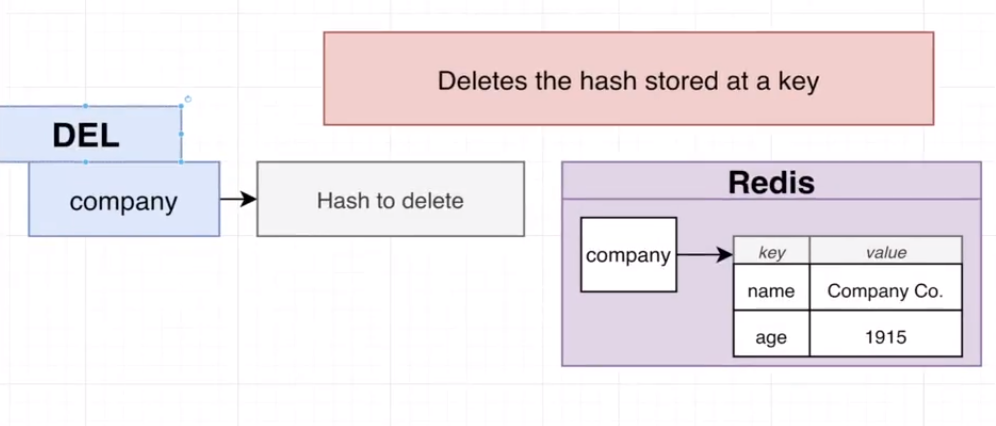 Deletes the hash stored at a key
DEL
company
Hash to delete
Redis
company
key value
name Company Co.
age 1915